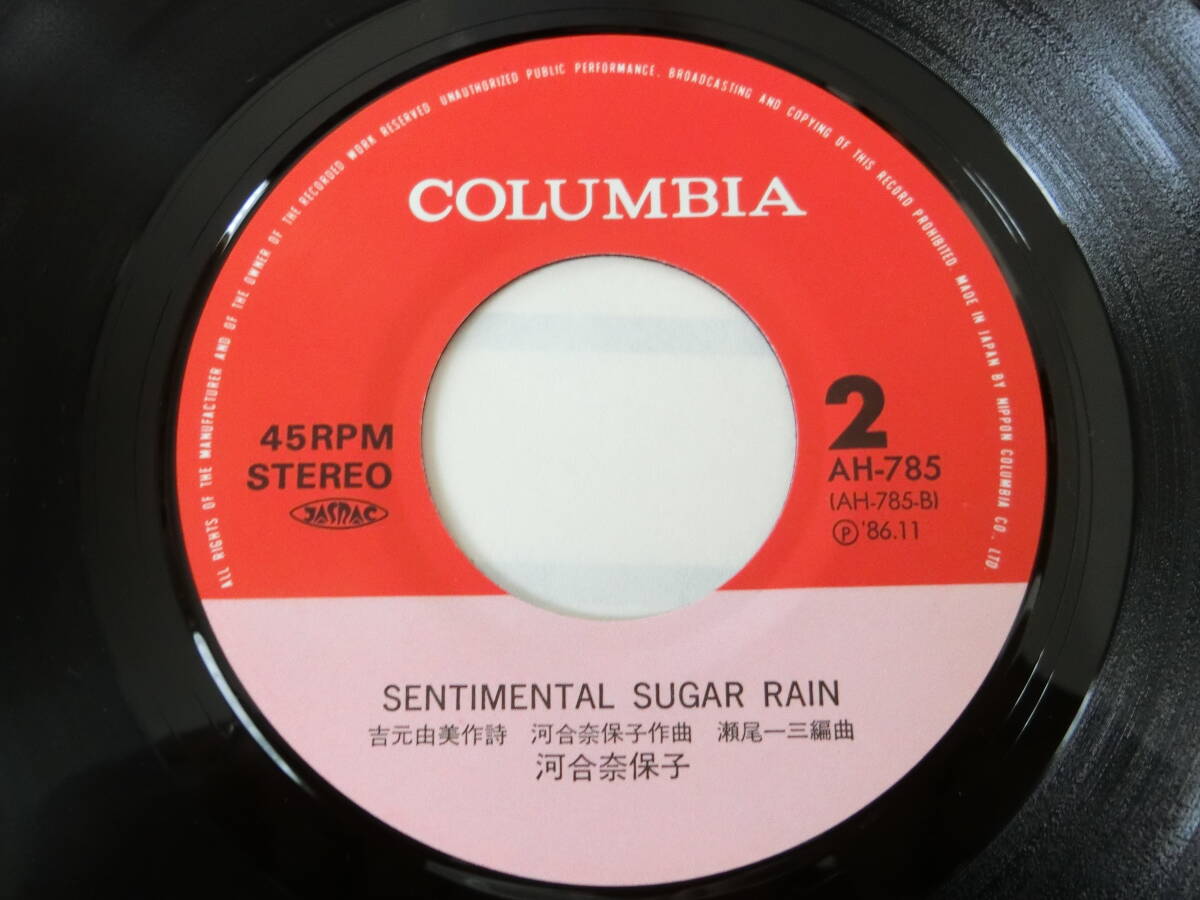 ALL RIGHTS OF THE MANUFACTURER AND OF THE OWNER OF THE RECORDED WORK RESERVED UNAUTHORIZED PUBLIC PERFORMANCE. BROADCASTING AND COPYING OF THIS RECORD PROHIBITED. MADE IN JAPAN BY NIPPON COLUMBIA CO., LTD.
COLUMBIA
45RPM
STEREO
JASRAC
2
AH-785
(AH-785-B)
Ⓟ '86.11
SENTIMENTAL SUGAR RAIN
吉元由美作詩 河合奈保子作曲 瀬尾一三編曲
河合奈保子